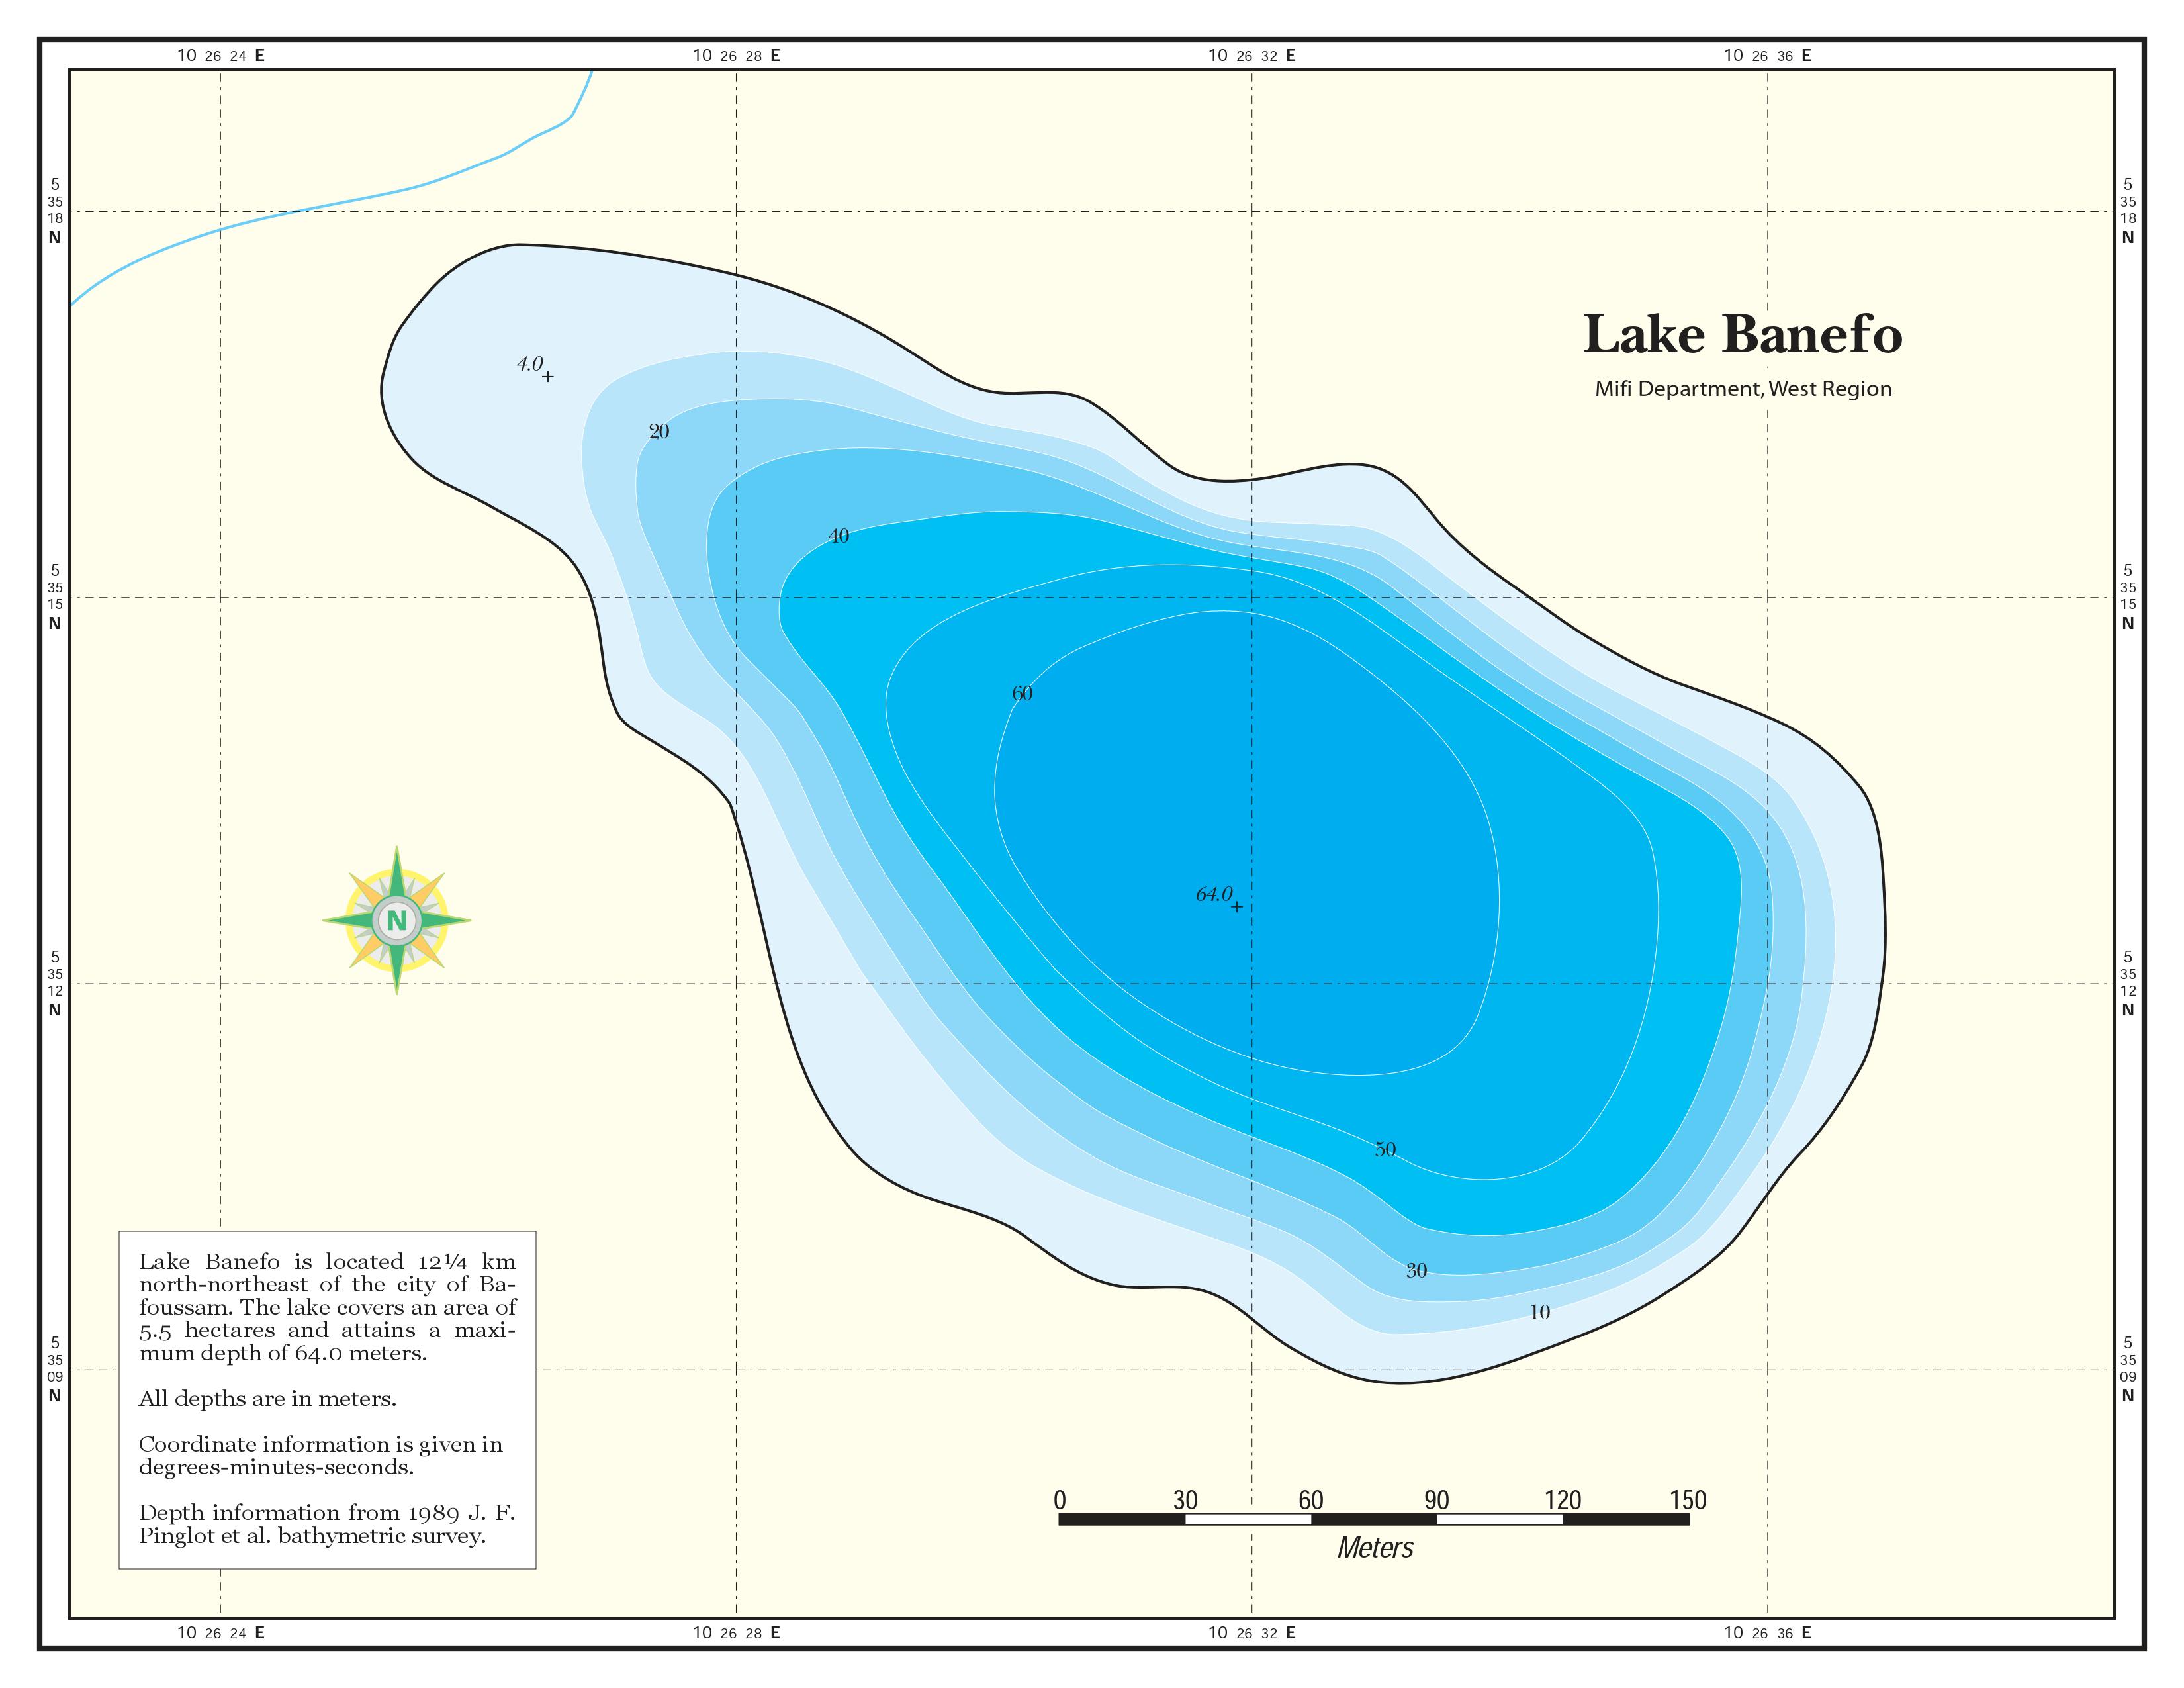 10 26 24 E
10 26 28 E
10 26 32 E
10 26 36 E
5
35
18
N
5
35
18
N
Lake Banefo
Mifi Department, West Region
4.0
20
40
5
35
15
N
5
35
15
N
60
64.0
N
5
35
12
N
5
35
12
N
50
30
10
Lake Banefo is located 12¼ km
north-northeast of the city of Ba-
foussam. The lake covers an area of
5.5 hectares and attains a maxi-
mum depth of 64.0 meters.
All depths are in meters.
Coordinate information is given in
degrees-minutes-seconds.
Depth information from 1989 J. F.
Pinglot et al. bathymetric survey.
5
35
09
N
5
35
09
N
0 30 60 90 120 150
Meters
10 26 24 E
10 26 28 E
10 26 32 E
10 26 36 E